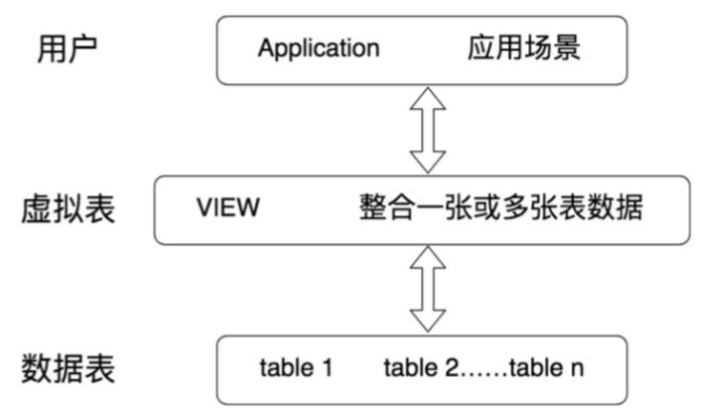 用户 Application 应用场景
虚拟表 VIEW 整合一张或多张表数据
数据表 table 1 table 2......table n